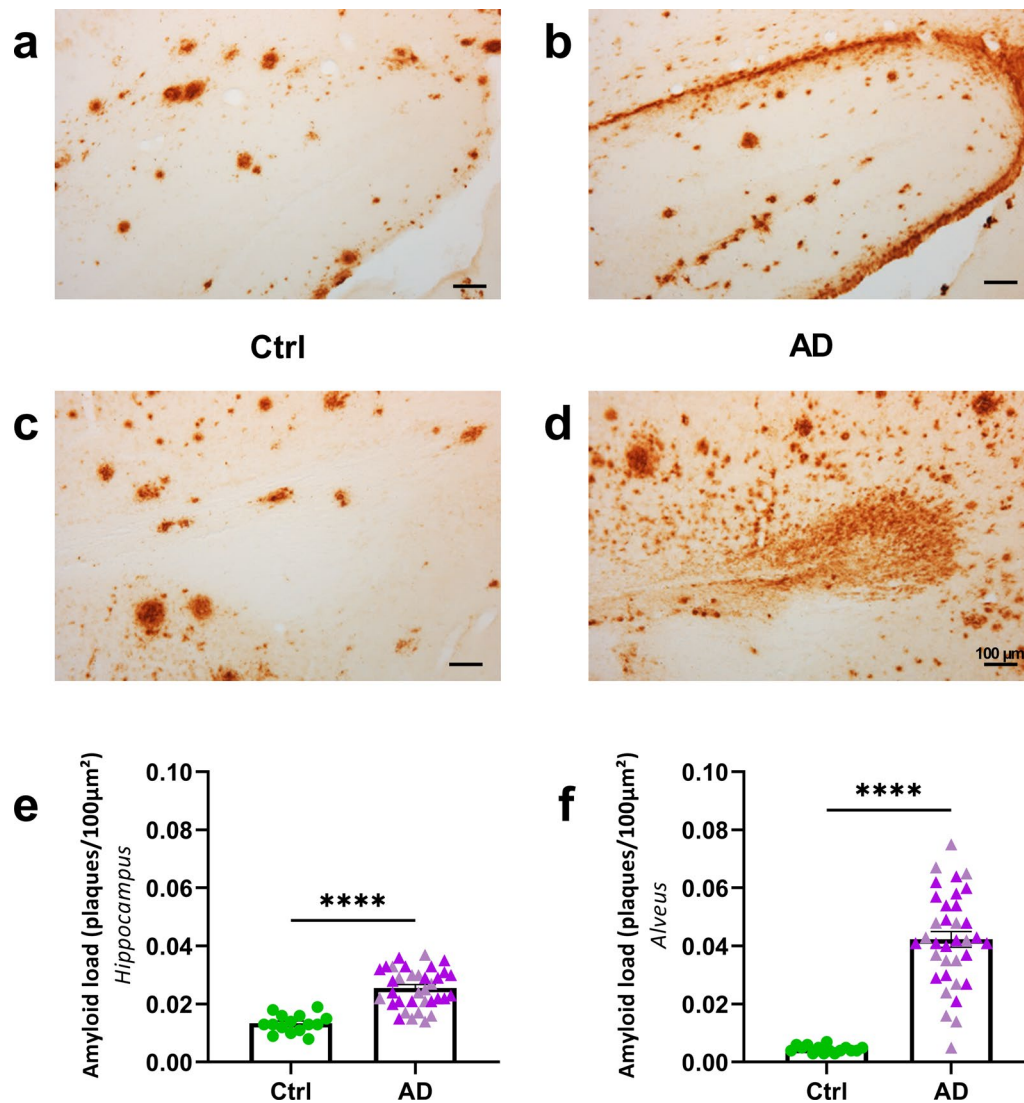 a
b
Ctrl
AD
c
d
100 µm
e
Amyloid load (plaques/100µm²)
Hippocampus
0.10
0.08
0.06
0.04
0.02
0.00
****
Ctrl
AD
f
Amyloid load (plaques/100µm²)
Alveus
0.10
0.08
0.06
0.04
0.02
0.00
****
Ctrl
AD